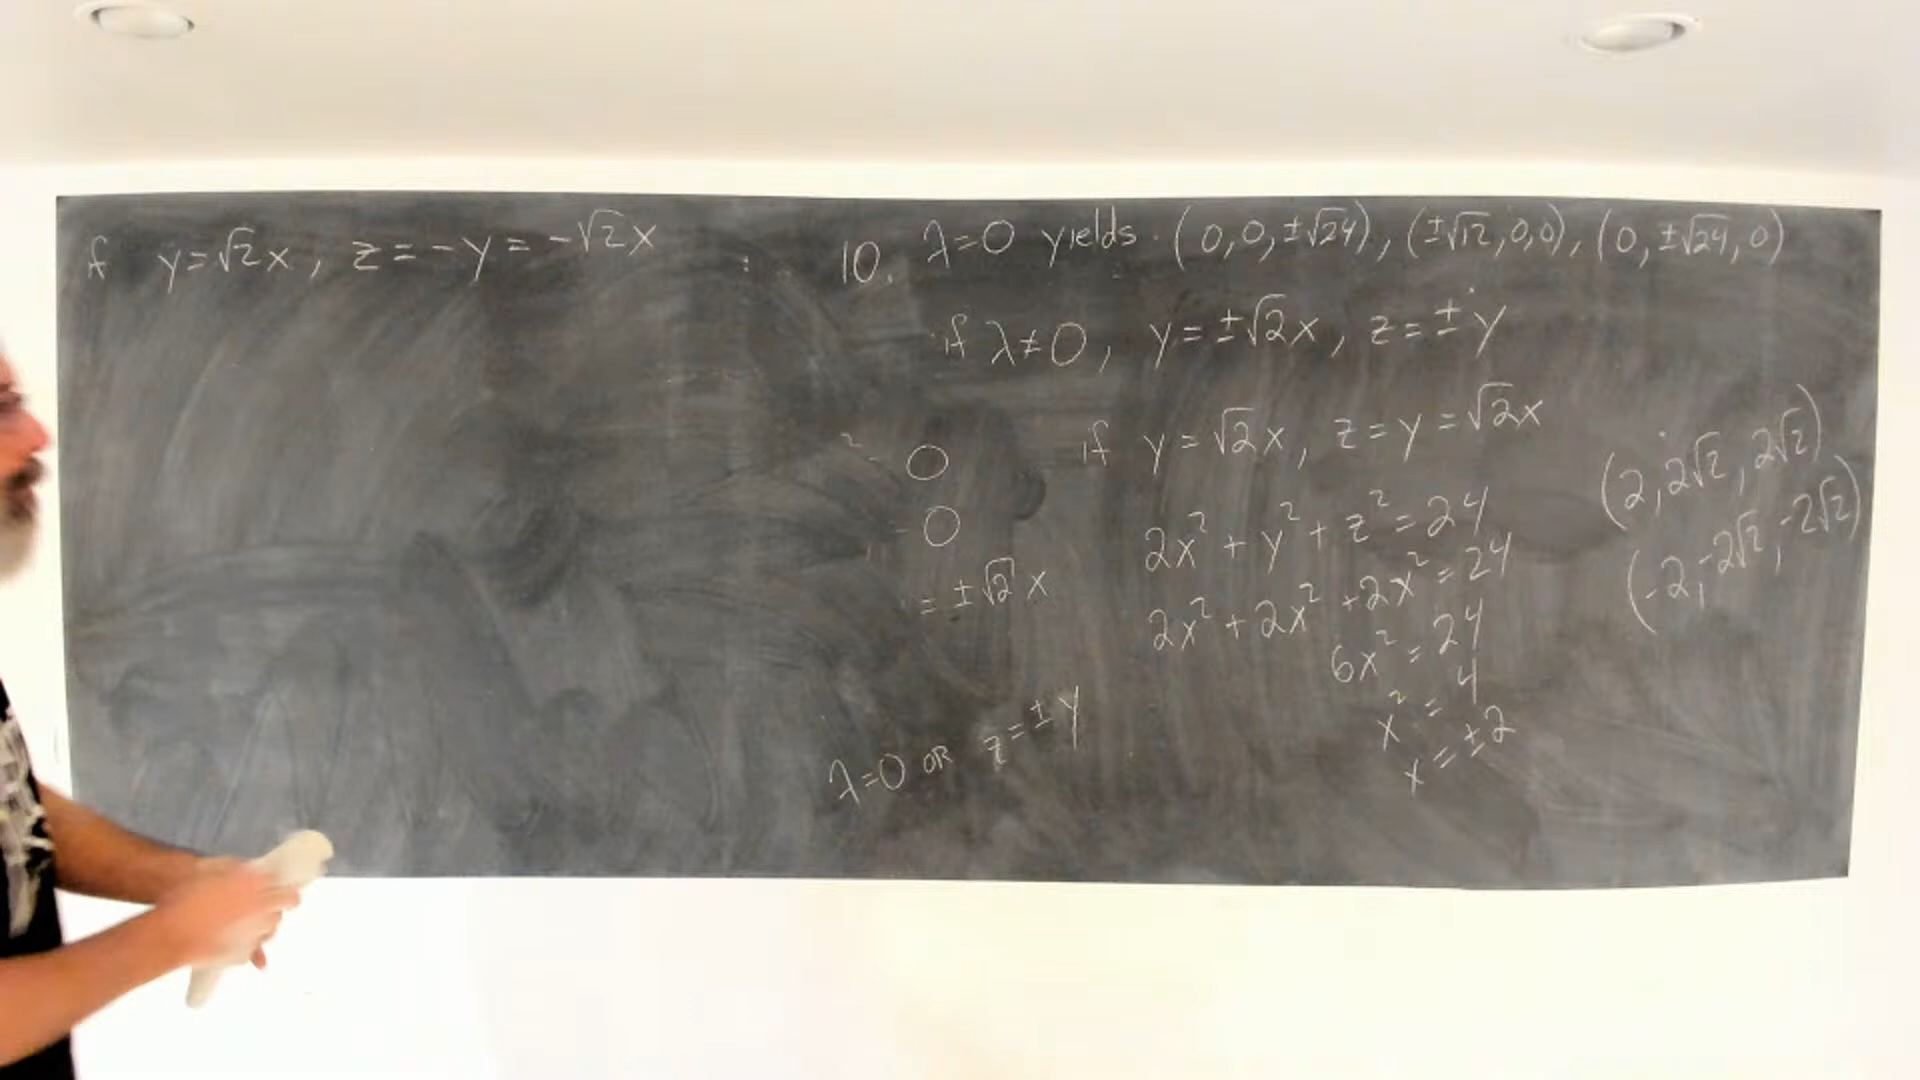 if y=√2x, z=-y=-√2x
10. λ=0 yields (0,0,±√24), (±√12,0,0), (0,±√24,0)
if λ≠0, y=±√2x, z=±y
0
0
=±√2x
λ=0 OR z=±y
if y=√2x, z=y=√2x
2x²+y²+z²=24
2x²+2x²+2x²=24
6x²=24
x²=4
x=±2
(2,2√2,2√2)
(-2,-2√2,-2√2)